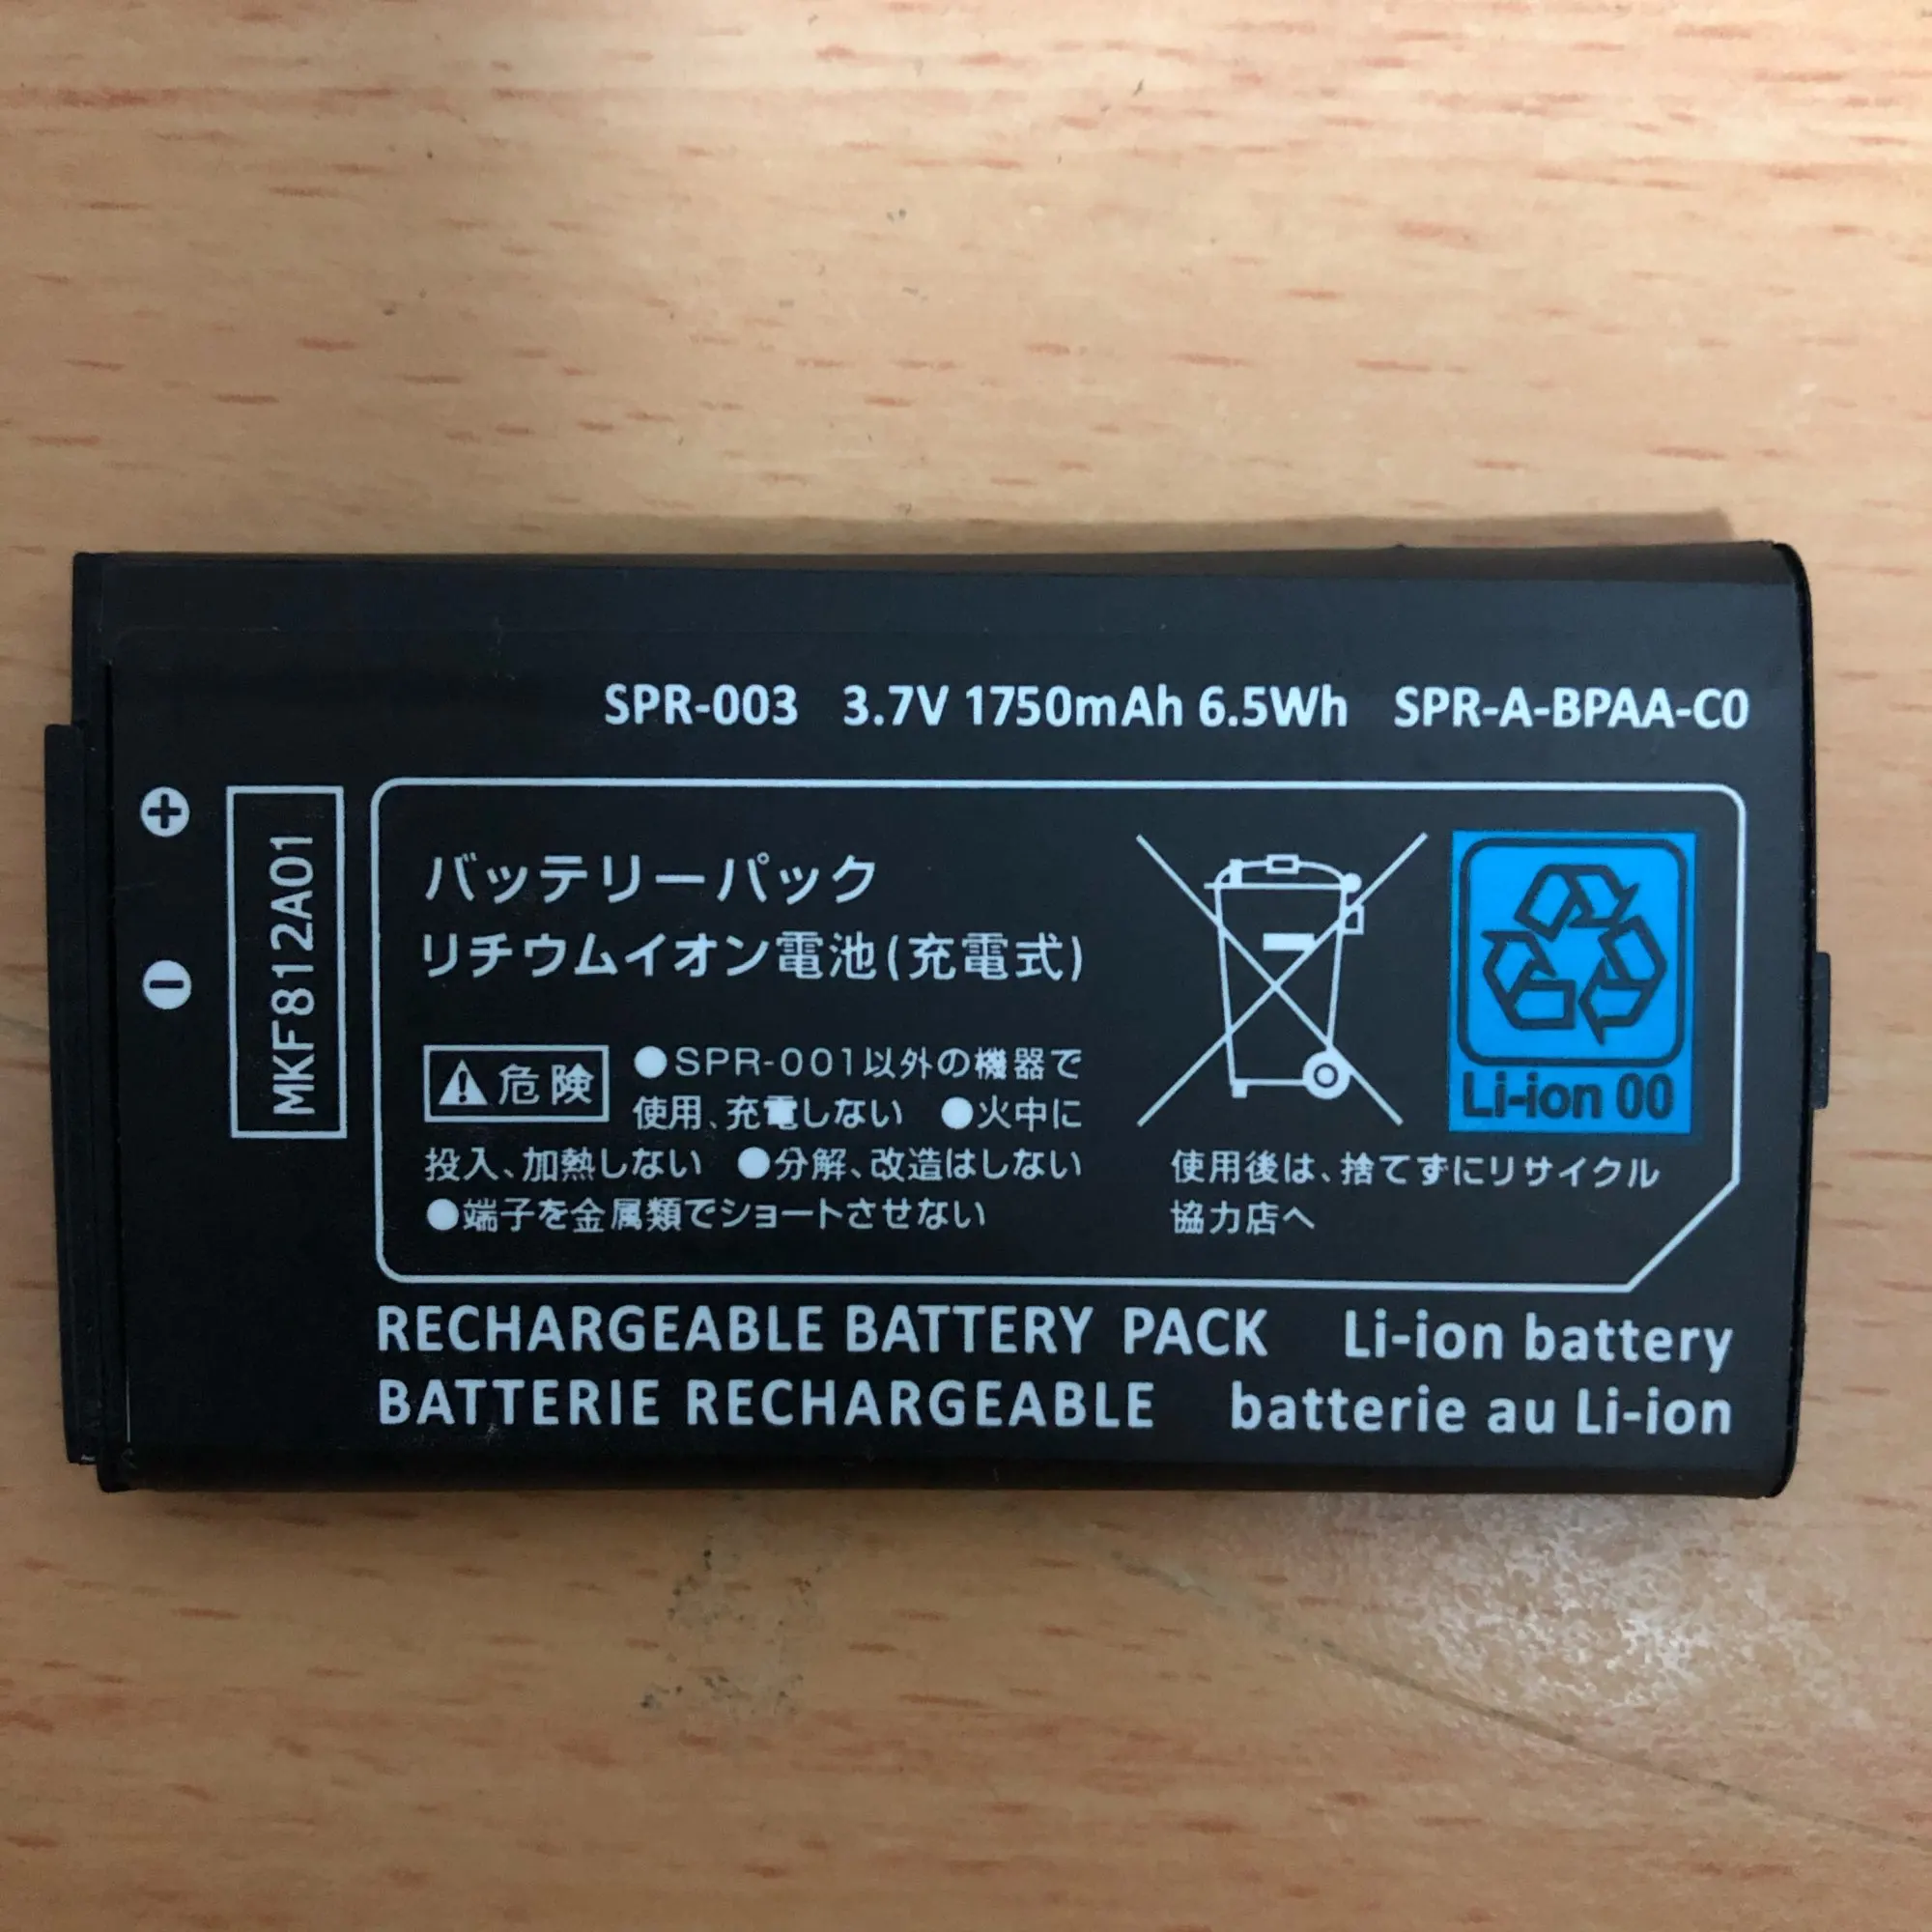 SPR-003 3.7V 1750mAh 6.5Wh SPR-A-BPAA-C0
+
−
MKF812A01
バッテリーパック
リチウムイオン電池(充電式)
危険
●SPR-001以外の機器で
使用、充電しない ●火中に
投入、加熱しない ●分解、改造はしない
●端子を金属類でショートさせない
Li-ion 00
使用後は、捨てずにリサイクル
協力店へ
RECHARGEABLE BATTERY PACK Li-ion battery
BATTERIE RECHARGEABLE batterie au Li-ion